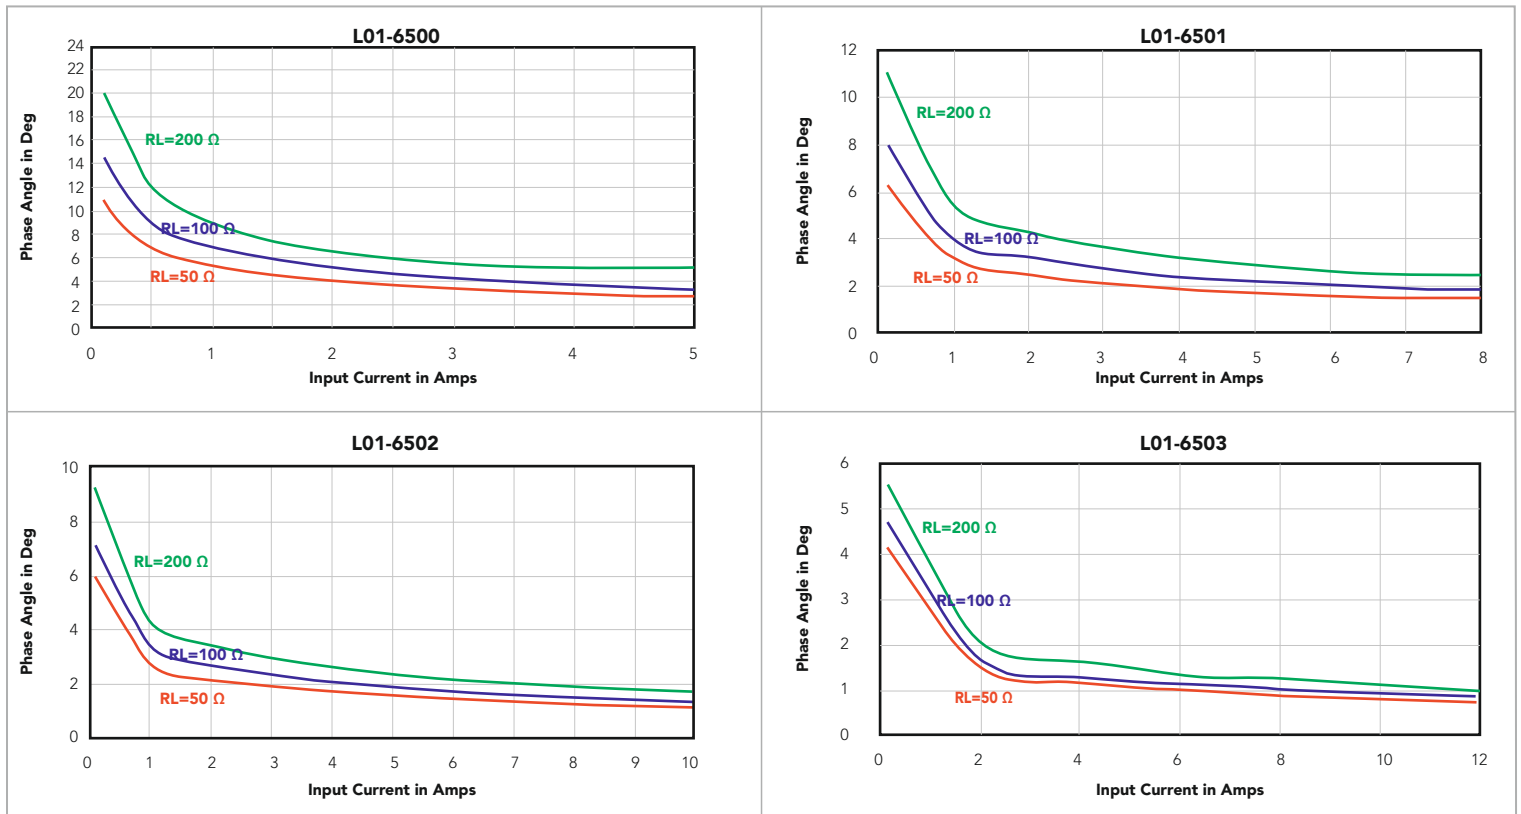 L01-6500
24
22
20
18
16
14
12
10
8
6
4
2
0
Phase Angle in Deg
RL=200 Ω
RL=100 Ω
RL=50 Ω
0 1 2 3 4 5
Input Current in Amps
L01-6501
12
10
8
6
4
2
0
Phase Angle in Deg
RL=200 Ω
RL=100 Ω
RL=50 Ω
0 1 2 3 4 5 6 7 8
Input Current in Amps
L01-6502
10
8
6
4
2
0
Phase Angle in Deg
RL=200 Ω
RL=100 Ω
RL=50 Ω
0 1 2 3 4 5 6 7 8 9 10
Input Current in Amps
L01-6503
6
5
4
3
2
1
0
Phase Angle in Deg
RL=200 Ω
RL=100 Ω
RL=50 Ω
0 2 4 6 8 10 12
Input Current in Amps